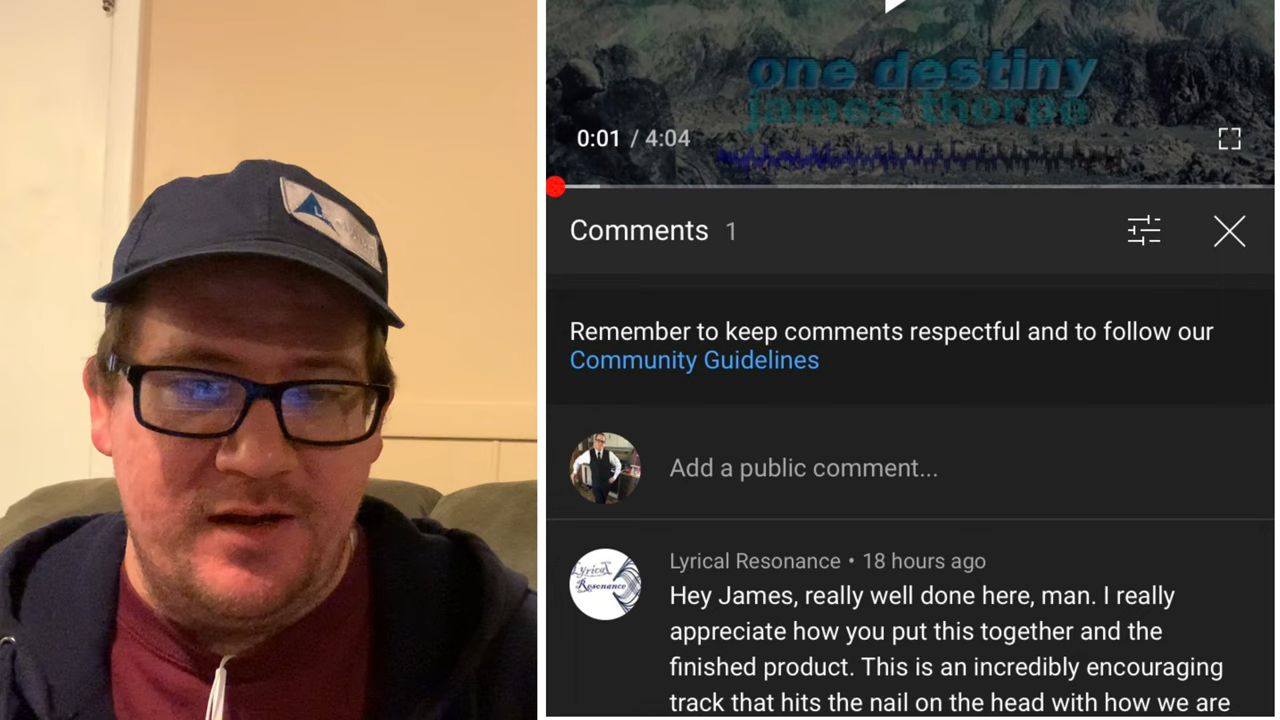 one destiny
james thorpe
0:01 / 4:04
Comments 1
Remember to keep comments respectful and to follow our
Community Guidelines
Add a public comment...
Lyrical Resonance • 18 hours ago
Lyrical
Resonance
Hey James, really well done here, man. I really
appreciate how you put this together and the
finished product. This is an incredibly encouraging
track that hits the nail on the head with how we are